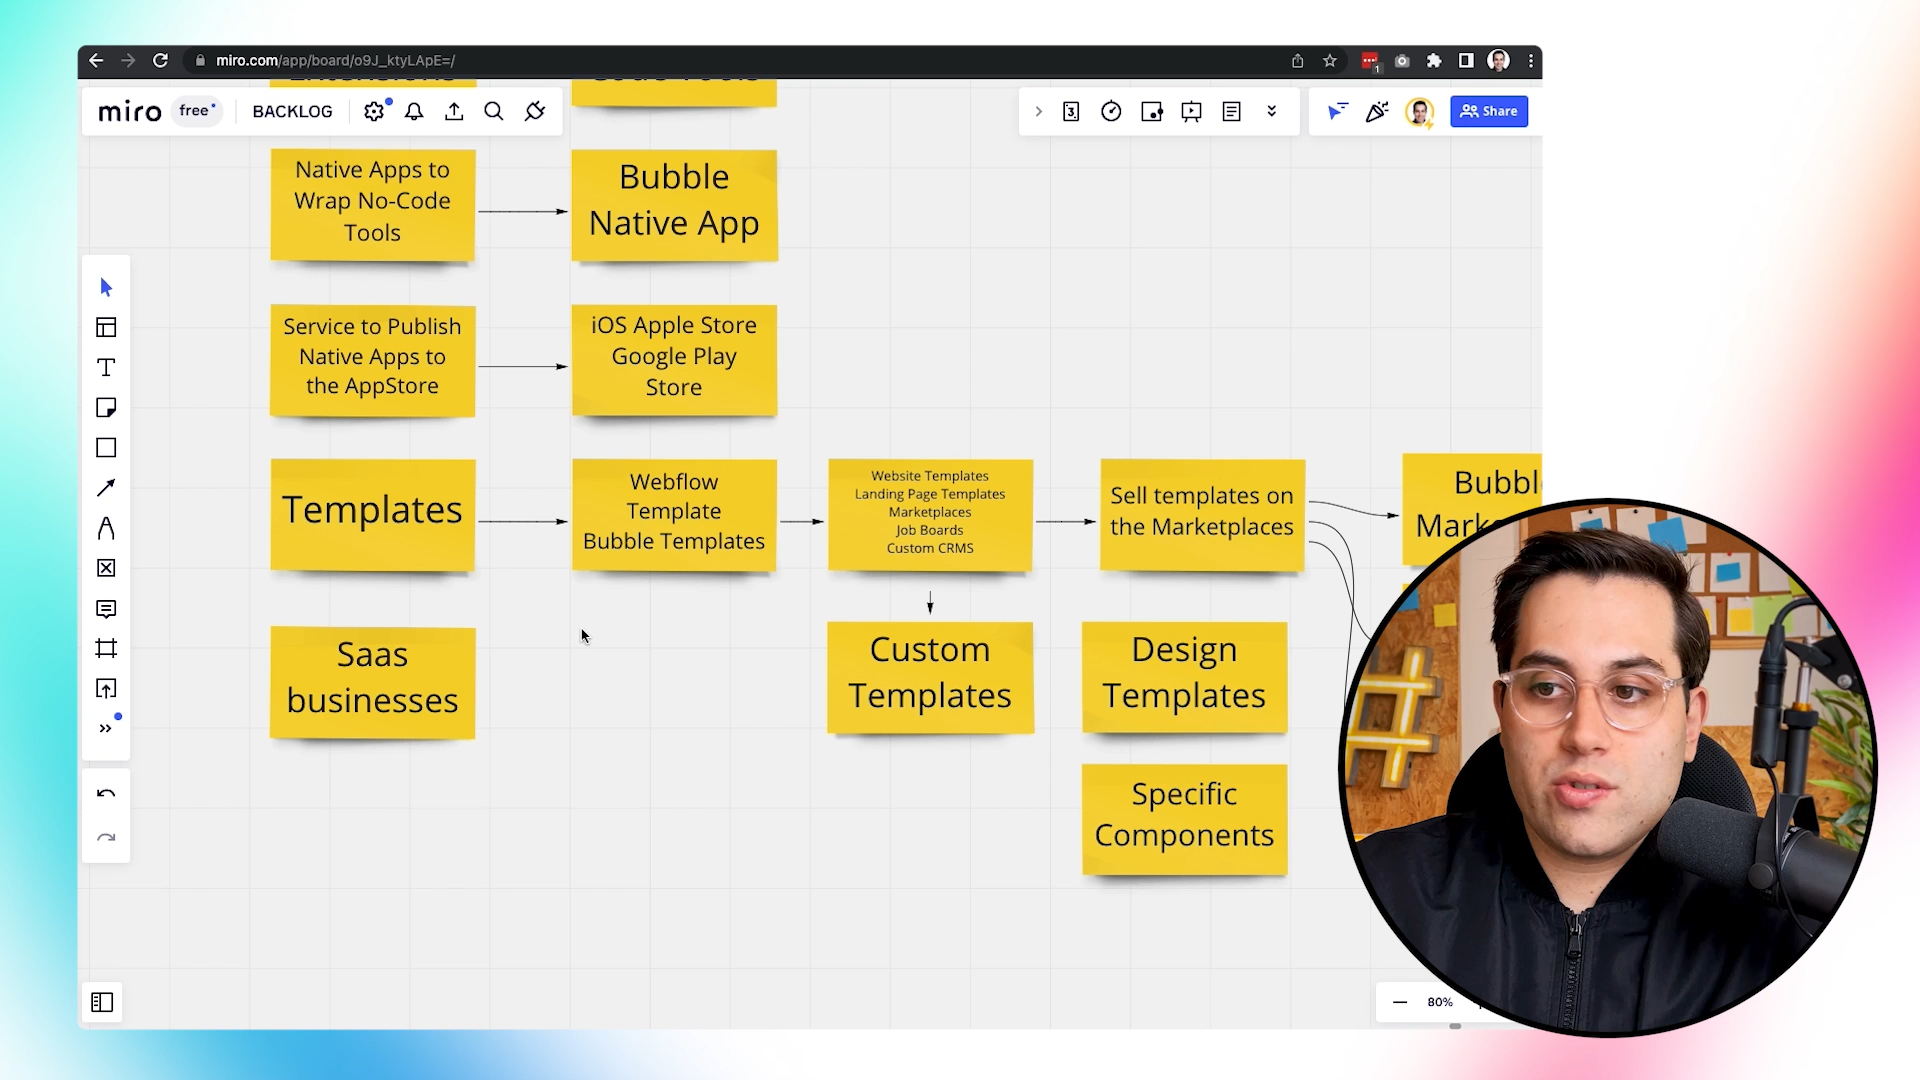 miro.com/app/board/o9J_ktyLApE=/
1
miro
free
BACKLOG
3
Share
Native Apps to
Wrap No-Code
Tools
Bubble
Native App
Service to Publish
Native Apps to
the AppStore
iOS Apple Store
Google Play
Store
Templates
Webflow
Template
Bubble Templates
Website Templates
Landing Page Templates
Marketplaces
Job Boards
Custom CRMS
Sell templates on
the Marketplaces
Saas
businesses
Custom
Templates
Design
Templates
Specific
Components
80%